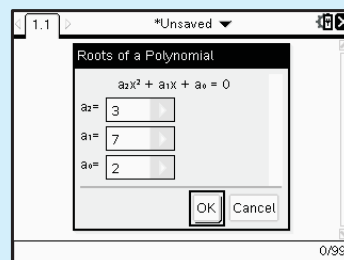 1.1
*Unsaved
Roots of a Polynomial
a₂x² + a₁x + a₀ = 0
a₂= 3
a₁= 7
a₀= 2
OK Cancel
0/99